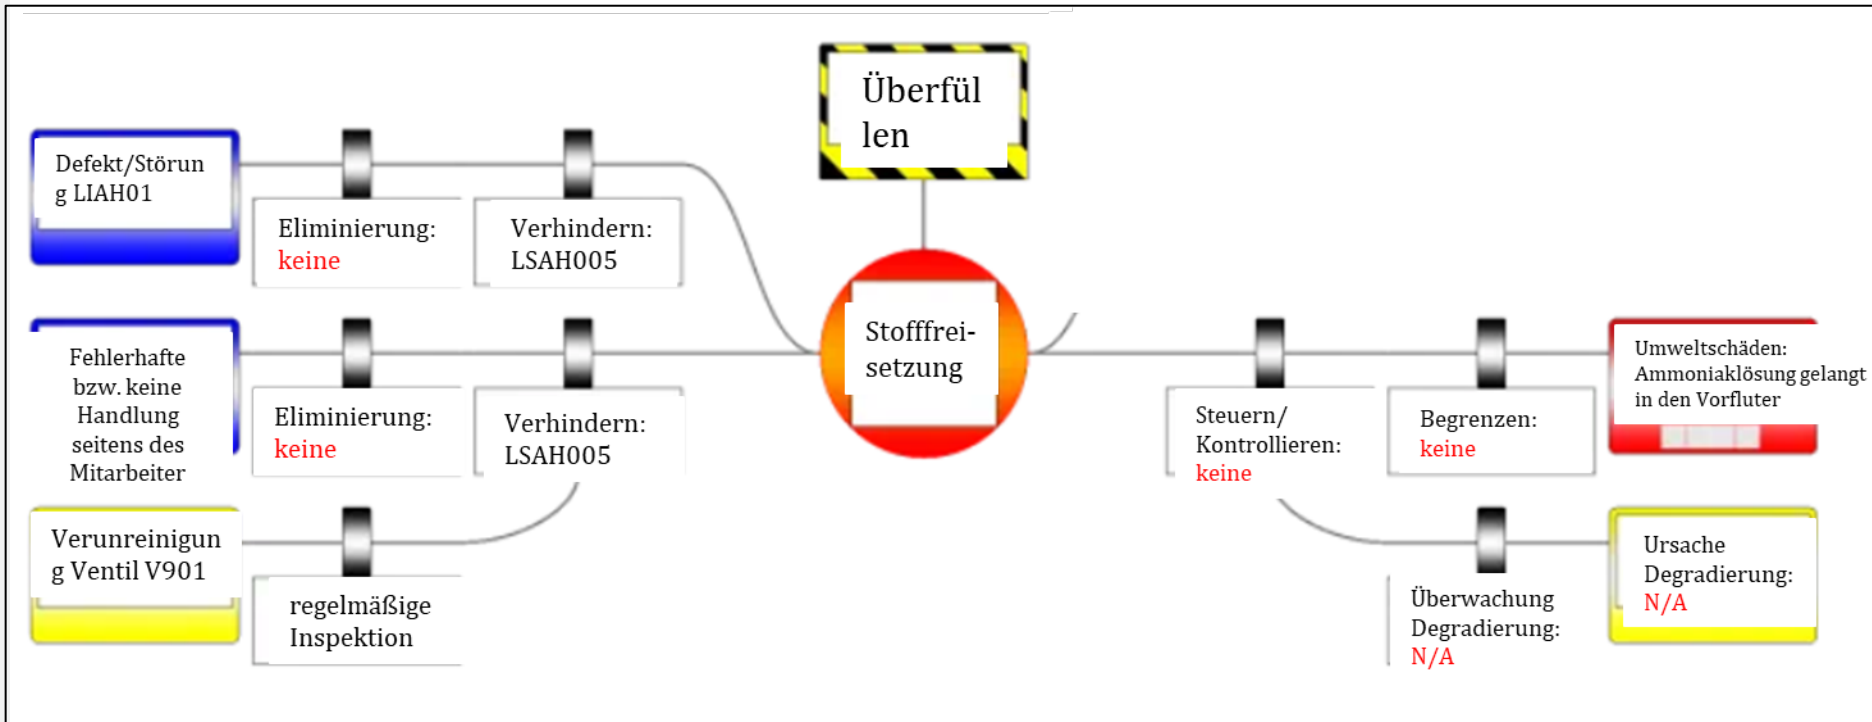 Überfül
len
Defekt/Störun
g LIAH01
Eliminierung:
keine
Verhindern:
LSAH005
Stofffrei-
setzung
Fehlerhafte
bzw. keine
Handlung
seitens des
Mitarbeiter
Eliminierung:
keine
Verhindern:
LSAH005
Steuern/
Kontrollieren:
keine
Begrenzen:
keine
Umweltschäden:
Ammoniaklösung gelangt
in den Vorfluter
Verunreinigun
g Ventil V901
regelmäßige
Inspektion
Überwachung
Degradierung:
N/A
Ursache
Degradierung:
N/A